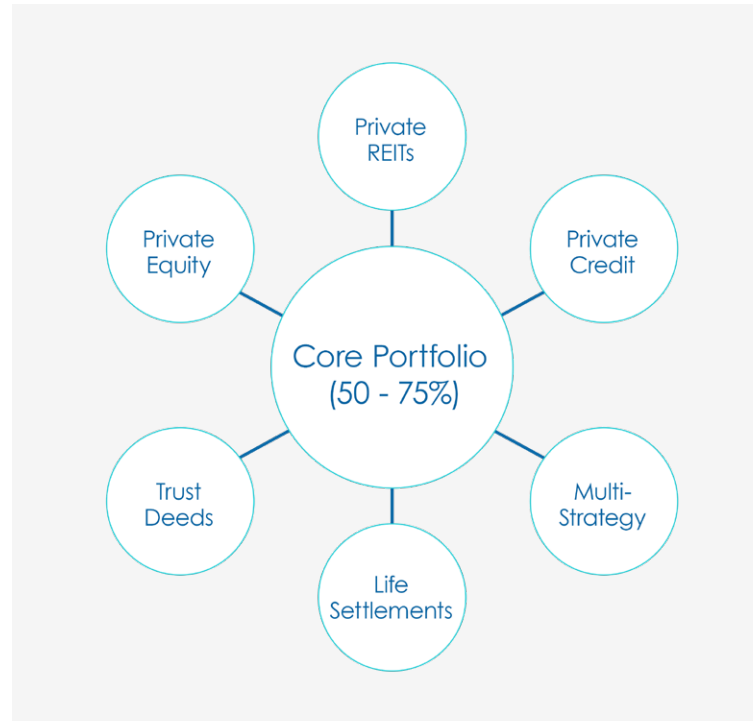 Private
REITs
Private
Equity
Private
Credit
Core Portfolio
(50 - 75%)
Trust
Deeds
Multi-
Strategy
Life
Settlements